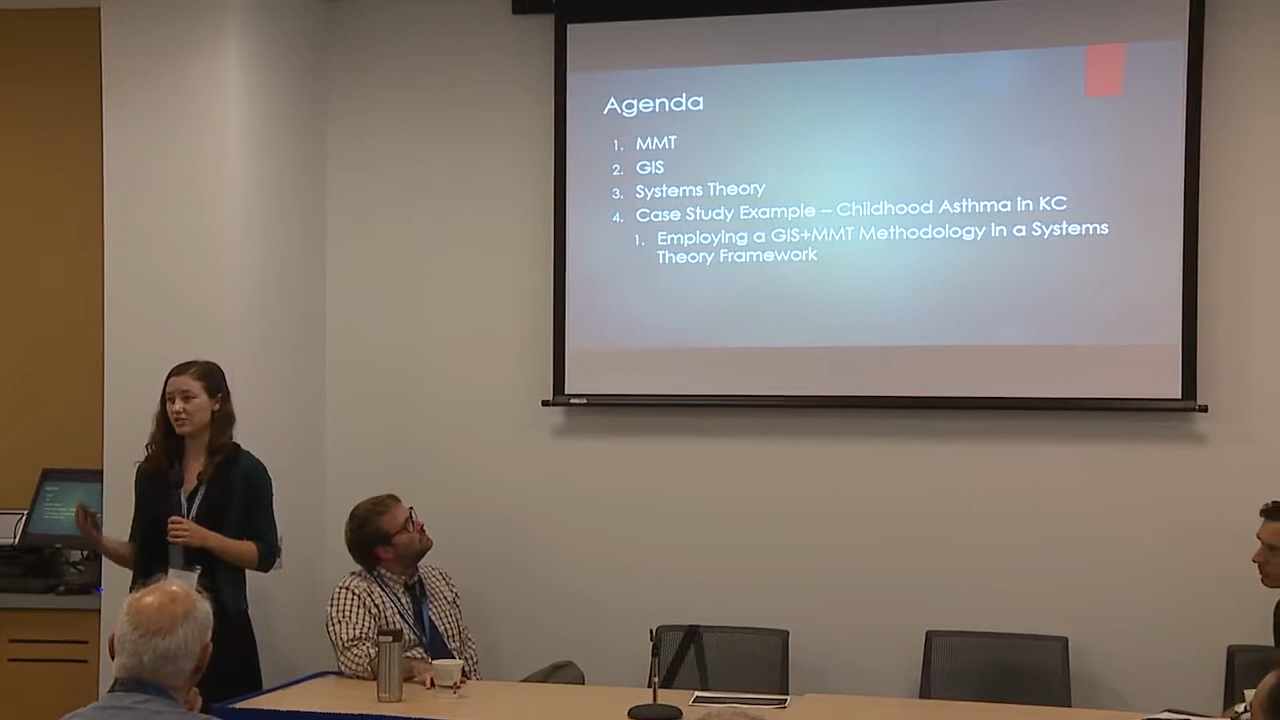 Agenda
1. MMT
2. GIS
3. Systems Theory
4. Case Study Example – Childhood Asthma in KC
1. Employing a GIS+MMT Methodology in a Systems
Theory Framework